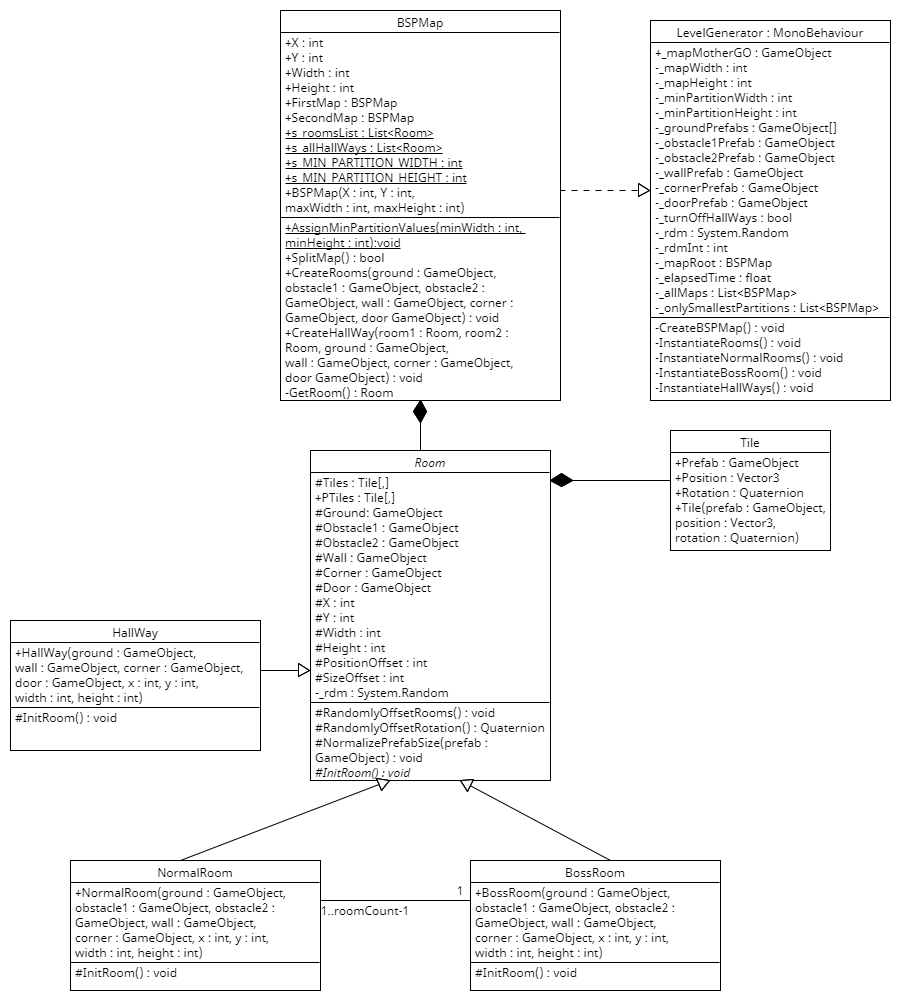 BSPMap
+X : int
+Y : int
+Width : int
+Height : int
+FirstMap : BSPMap
+SecondMap : BSPMap
+s_roomsList : List<Room>
+s_allHallWays : List<Room>
+s_MIN_PARTITION_WIDTH : int
+s_MIN_PARTITION_HEIGHT : int
+BSPMap(X : int, Y : int,
maxWidth : int, maxHeight : int)
+AssignMinPartitionValues(minWidth : int,
minHeight : int):void
+SplitMap() : bool
+CreateRooms(ground : GameObject,
obstacle1 : GameObject, obstacle2 :
GameObject, wall : GameObject, corner :
GameObject, door GameObject) : void
+CreateHallWay(room1 : Room, room2 :
Room, ground : GameObject,
wall : GameObject, corner : GameObject,
door GameObject) : void
-GetRoom() : Room
LevelGenerator : MonoBehaviour
+_mapMotherGO : GameObject
-_mapWidth : int
-_mapHeight : int
-_minPartitionWidth : int
-_minPartitionHeight : int
-_groundPrefabs : GameObject[]
-_obstacle1Prefab : GameObject
-_obstacle2Prefab : GameObject
-_wallPrefab : GameObject
-_cornerPrefab : GameObject
-_doorPrefab : GameObject
-_turnOffHallWays : bool
-_rdm : System.Random
-_rdmInt : int
-_mapRoot : BSPMap
-_elapsedTime : float
-_allMaps : List<BSPMap>
-_onlySmallestPartitions : List<BSPMap>
-CreateBSPMap() : void
-InstantiateRooms() : void
-InstantiateNormalRooms() : void
-InstantiateBossRoom() : void
-InstantiateHallWays() : void
Room
#Tiles : Tile[,]
+PTiles : Tile[,]
#Ground: GameObject
#Obstacle1 : GameObject
#Obstacle2 : GameObject
#Wall : GameObject
#Corner : GameObject
#Door : GameObject
#X : int
#Y : int
#Width : int
#Height : int
#PositionOffset : int
#SizeOffset : int
-_rdm : System.Random
#RandomlyOffsetRooms() : void
#RandomlyOffsetRotation() : Quaternion
#NormalizePrefabSize(prefab :
GameObject) : void
#InitRoom() : void
Tile
+Prefab : GameObject
+Position : Vector3
+Rotation : Quaternion
+Tile(prefab : GameObject,
position : Vector3,
rotation : Quaternion)
HallWay
+HallWay(ground : GameObject,
wall : GameObject, corner : GameObject,
door : GameObject, x : int, y : int,
width : int, height : int)
#InitRoom() : void
NormalRoom
+NormalRoom(ground : GameObject,
obstacle1 : GameObject, obstacle2 :
GameObject, wall : GameObject,
corner : GameObject, x : int, y : int,
width : int, height : int)
#InitRoom() : void
1
1..roomCount-1
BossRoom
+BossRoom(ground : GameObject,
obstacle1 : GameObject, obstacle2 :
GameObject, wall : GameObject,
corner : GameObject, x : int, y : int,
width : int, height : int)
#InitRoom() : void